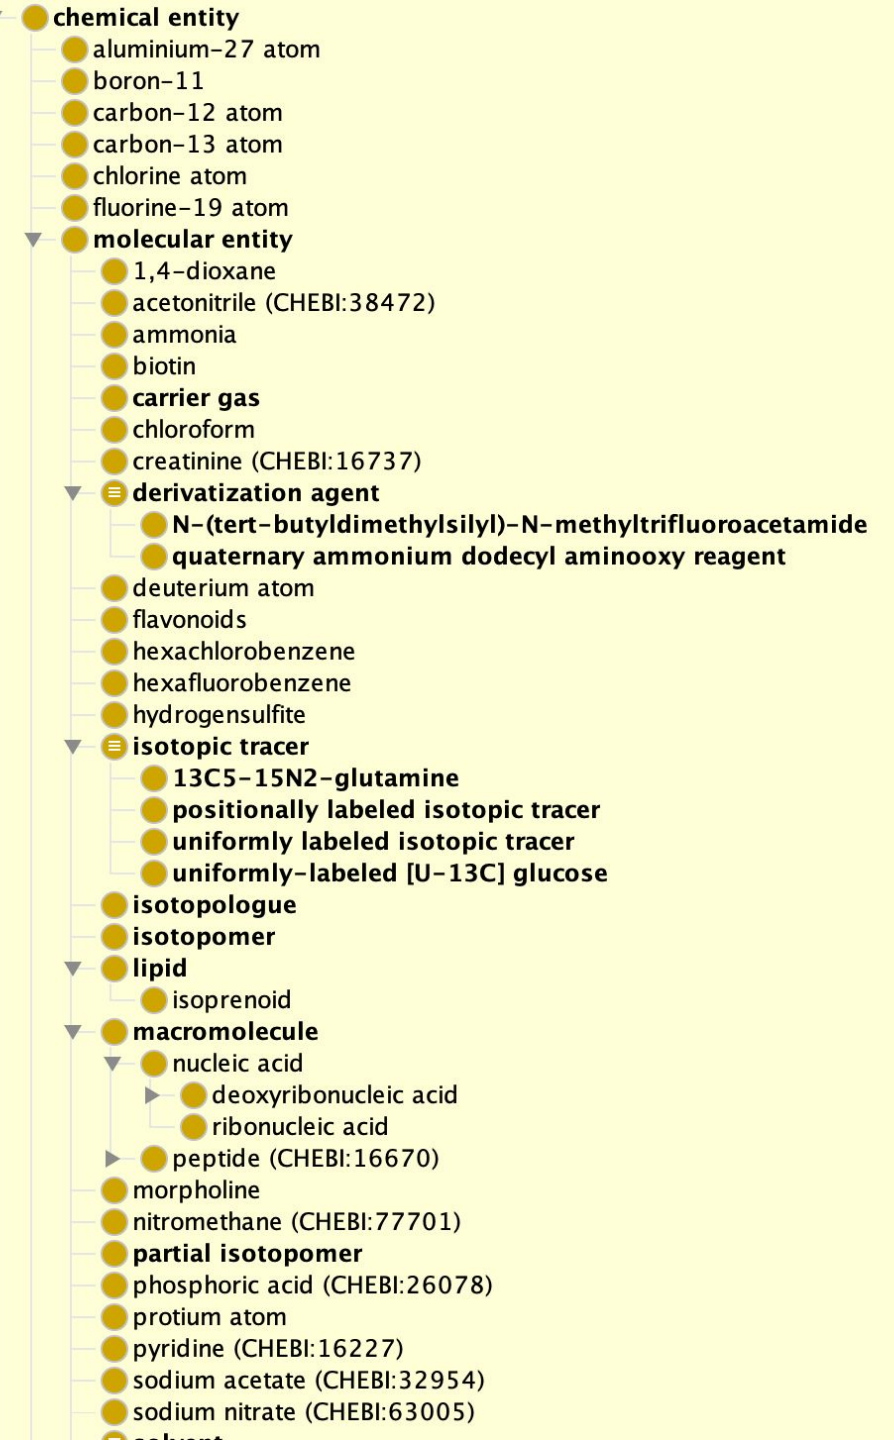 chemical entity
aluminium-27 atom
boron-11
carbon-12 atom
carbon-13 atom
chlorine atom
fluorine-19 atom
molecular entity
1,4-dioxane
acetonitrile (CHEBI:38472)
ammonia
biotin
carrier gas
chloroform
creatinine (CHEBI:16737)
derivatization agent
N-(tert-butyldimethylsilyl)-N-methyltrifluoroacetamide
quaternary ammonium dodecyl aminooxy reagent
deuterium atom
flavonoids
hexachlorobenzene
hexafluorobenzene
hydrogensulfite
isotopic tracer
13C5-15N2-glutamine
positionally labeled isotopic tracer
uniformly labeled isotopic tracer
uniformly-labeled [U-13C] glucose
isotopologue
isotopomer
lipid
isoprenoid
macromolecule
nucleic acid
deoxyribonucleic acid
ribonucleic acid
peptide (CHEBI:16670)
morpholine
nitromethane (CHEBI:77701)
partial isotopomer
phosphoric acid (CHEBI:26078)
protium atom
pyridine (CHEBI:16227)
sodium acetate (CHEBI:32954)
sodium nitrate (CHEBI:63005)